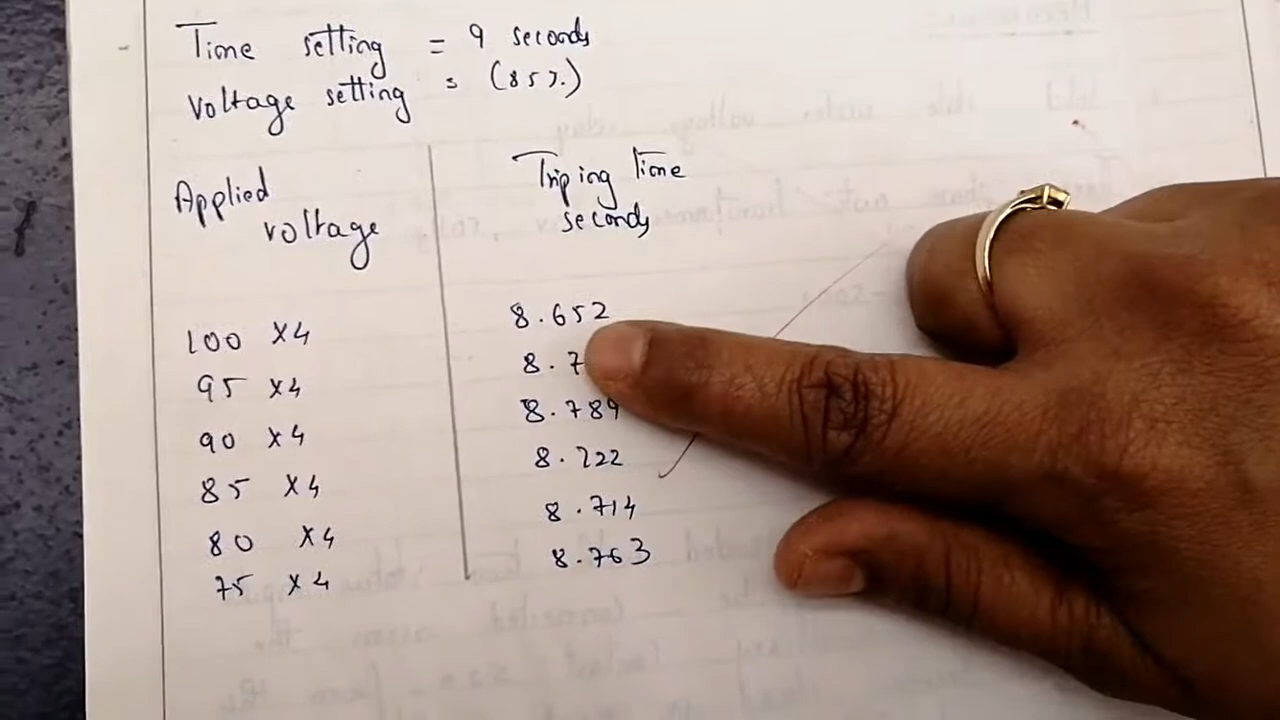 Time setting = 9 seconds
voltage setting = (85%)
Applied voltage
Triping Time seconds
100 x4 8.652
95 x4
90 x4 8.789
85 x4 8.222
80 x4 8.714
75 x4 8.763